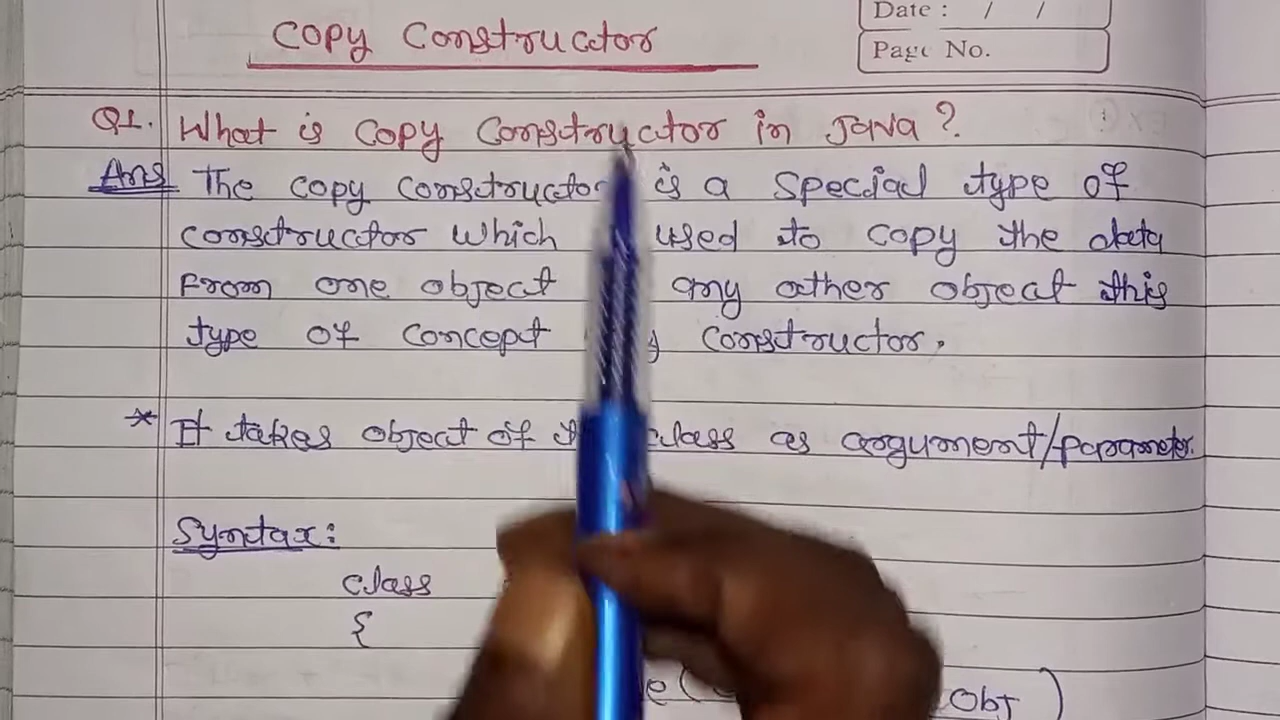 Date : / /
Page No.
Copy Constructor
Q1. What is Copy Constructor in Java ?
Ans The copy constructor is a special type of
constructor which used to copy the data
from one object any other object this
type of concept constructor.
* It takes object of class as argument/parameter.
Syntax:
class
{
( Obj )